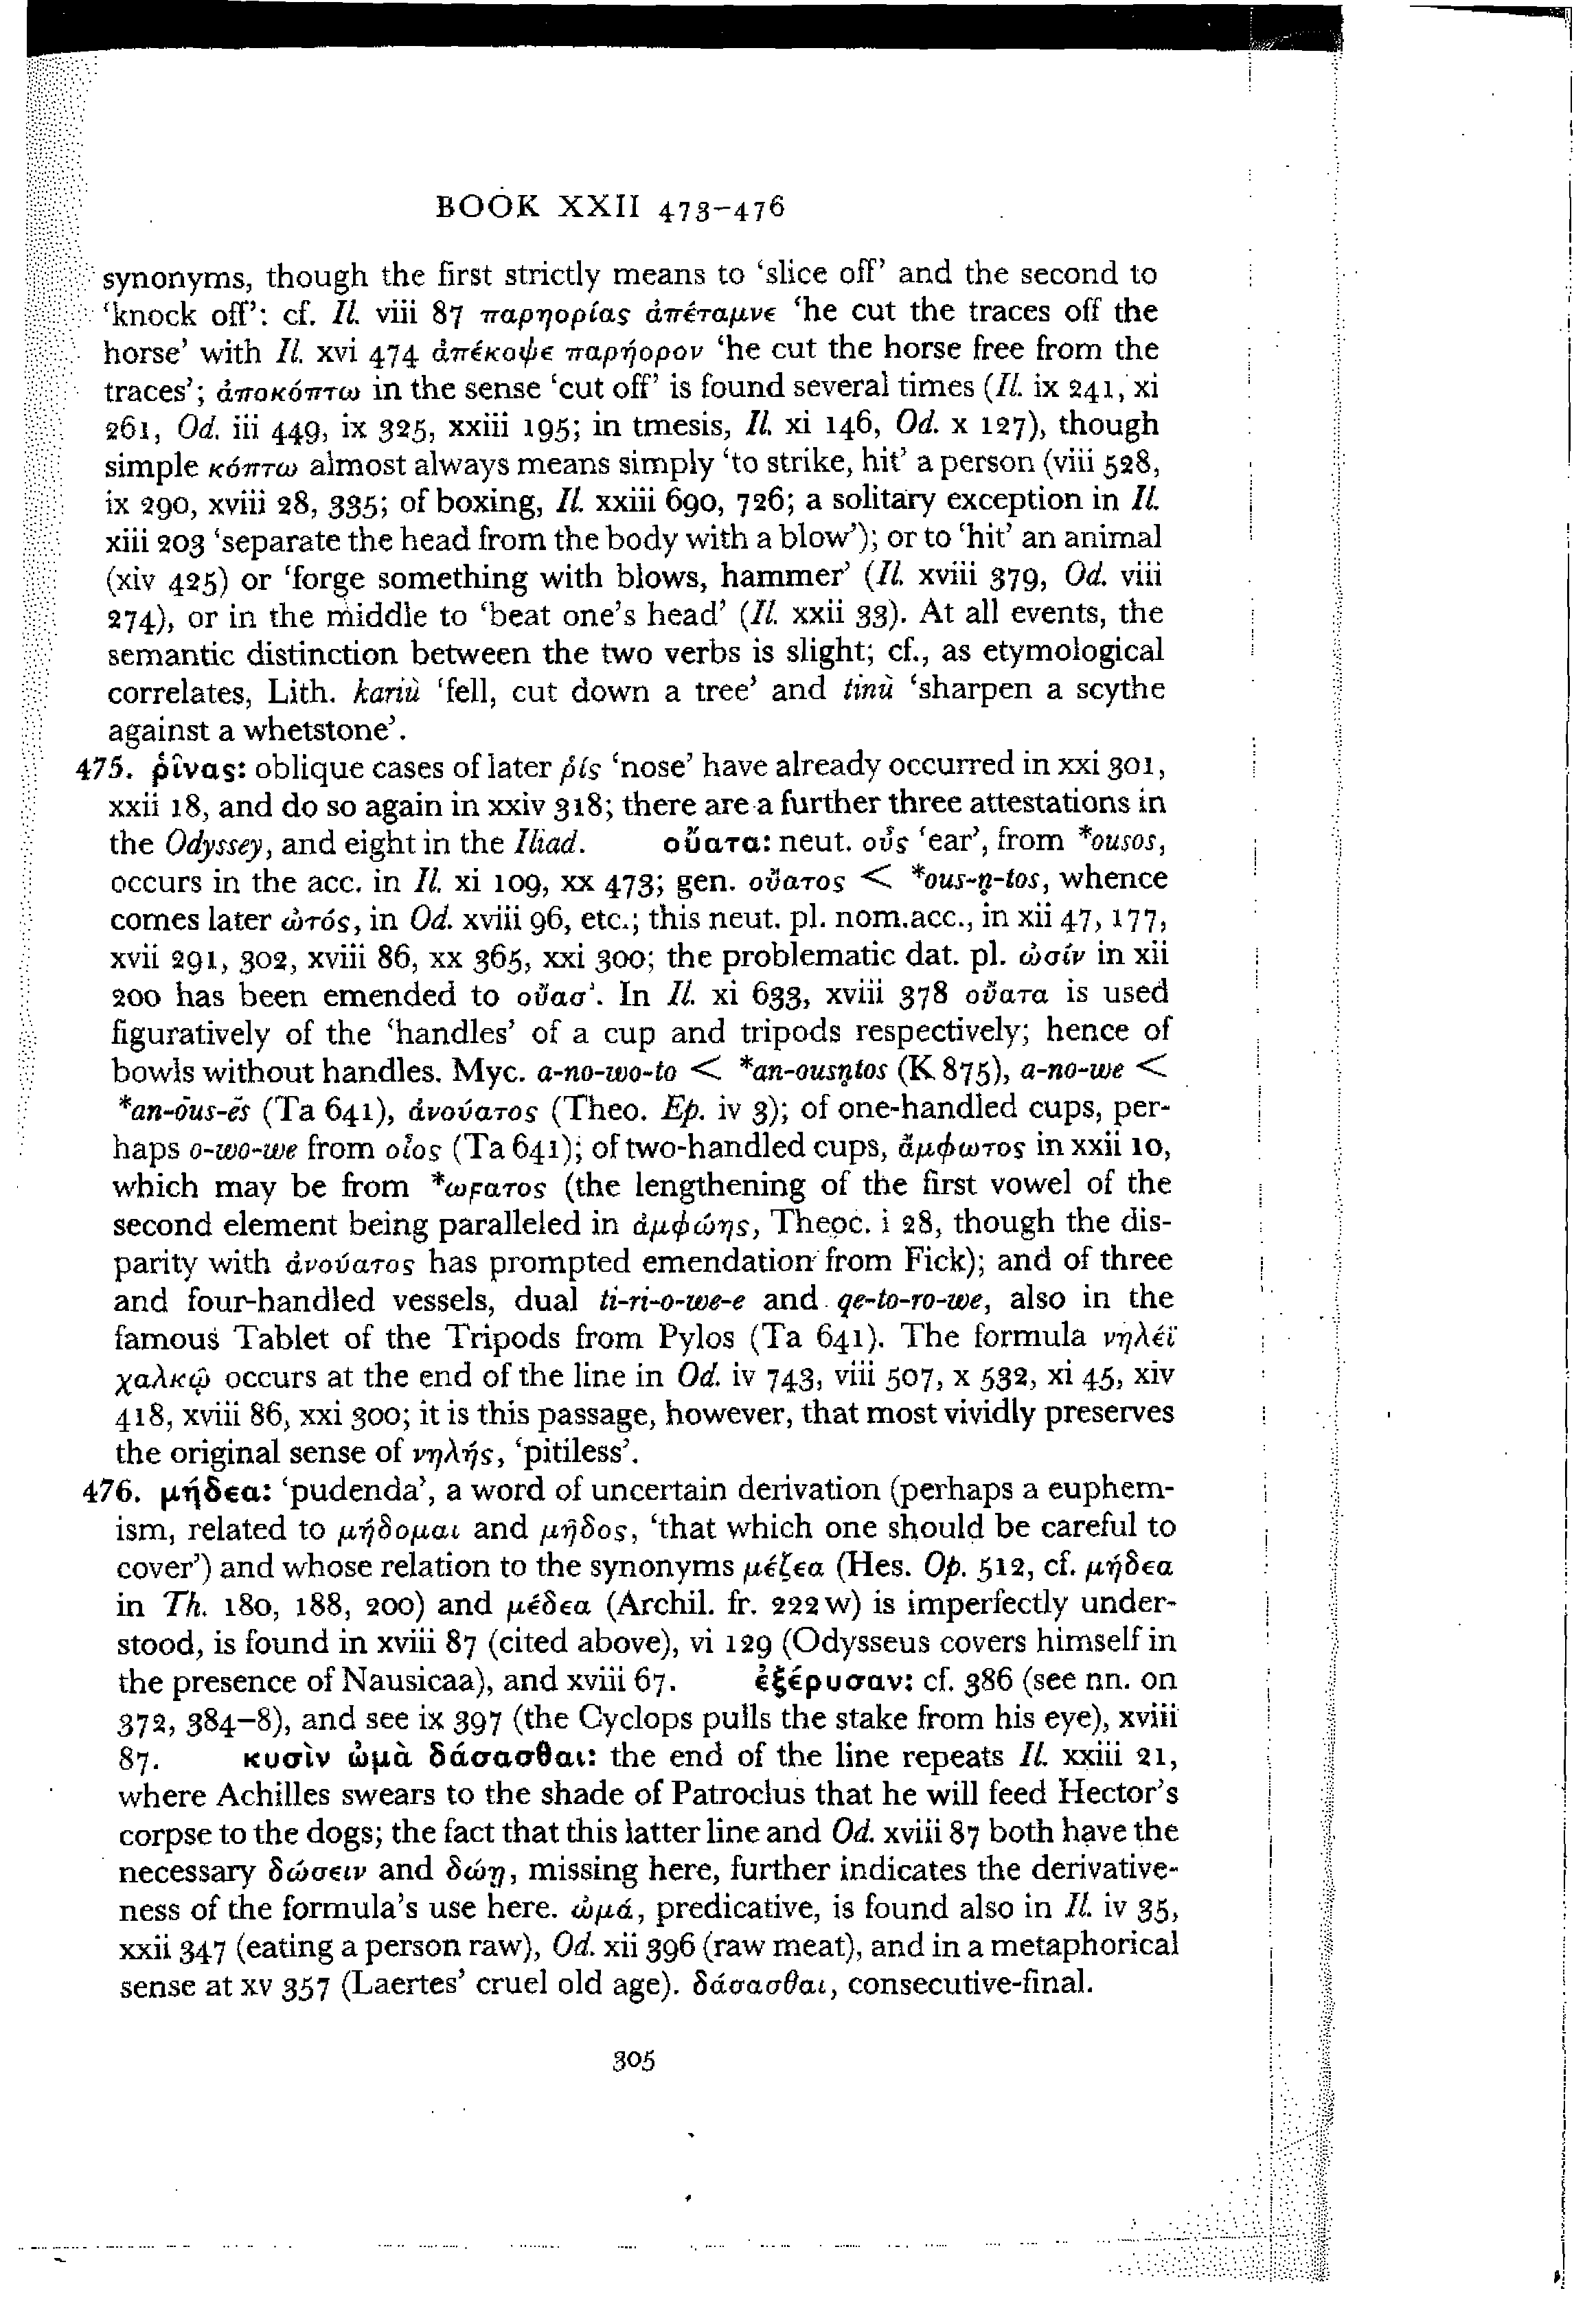 BOOK XXII 473–476
synonyms, though the first strictly means to ‘slice off’ and the second to
‘knock off’: cf. Il. viii 87 παρηορίας ἀπέταμνε ‘he cut the traces off the
horse’ with Il. xvi 474 ἀπέκοψε παρήορον ‘he cut the horse free from the
traces’; ἀποκόπτω in the sense ‘cut off’ is found several times (Il. ix 241, xi
261, Od. iii 449, ix 325, xxiii 195; in tmesis, Il. xi 146, Od. x 127), though
simple κόπτω almost always means simply ‘to strike, hit’ a person (viii 528,
ix 290, xviii 28, 335; of boxing, Il. xxiii 690, 726; a solitary exception in Il.
xiii 203 ‘separate the head from the body with a blow’); or to ‘hit’ an animal
(xiv 425) or ‘forge something with blows, hammer’ (Il. xviii 379, Od. viii
274), or in the middle to ‘beat one’s head’ (Il. xxii 33). At all events, the
semantic distinction between the two verbs is slight; cf., as etymological
correlates, Lith. kariù ‘fell, cut down a tree’ and tinù ‘sharpen a scythe
against a whetstone’.
475. ῥῖνας: oblique cases of later ῥίς ‘nose’ have already occurred in xxi 301,
xxii 18, and do so again in xxiv 318; there are a further three attestations in
the Odyssey, and eight in the Iliad. οὔατα: neut. οὖς ‘ear’, from *ousos,
occurs in the acc. in Il. xi 109, xx 473; gen. οὔατος < *ous-n̥-tos, whence
comes later ὠτός, in Od. xviii 96, etc.; this neut. pl. nom.acc., in xii 47, 177,
xvii 291, 302, xviii 86, xx 365, xxi 300; the problematic dat. pl. ὠσίν in xii
200 has been emended to οὔασ’. In Il. xi 633, xviii 378 οὔατα is used
figuratively of the ‘handles’ of a cup and tripods respectively; hence of
bowls without handles. Myc. a-no-wo-to < *an-ousn̥tos (K 875), a-no-we <
*an-ōus-ēs (Ta 641), ἀνούατος (Theo. Ep. iv 3); of one-handled cups, per-
haps o-wo-we from οἶος (Ta 641); of two-handled cups, ἄμφωτος in xxii 10,
which may be from *ωϝατος (the lengthening of the first vowel of the
second element being paralleled in ἀμφώης, Theoc. i 28, though the dis-
parity with ἀνούατος has prompted emendation from Fick); and of three
and four-handled vessels, dual ti-ri-o-we-e and qe-to-ro-we, also in the
famous Tablet of the Tripods from Pylos (Ta 641). The formula νηλέϊ
χαλκῷ occurs at the end of the line in Od. iv 743, viii 507, x 532, xi 45, xiv
418, xviii 86, xxi 300; it is this passage, however, that most vividly preserves
the original sense of νηλής, ‘pitiless’.
476. μήδεα: ‘pudenda’, a word of uncertain derivation (perhaps a euphem-
ism, related to μήδομαι and μῆδος, ‘that which one should be careful to
cover’) and whose relation to the synonyms μέζεα (Hes. Op. 512, cf. μήδεα
in Th. 180, 188, 200) and μέδεα (Archil. fr. 222 w) is imperfectly under-
stood, is found in xviii 87 (cited above), vi 129 (Odysseus covers himself in
the presence of Nausicaa), and xviii 67. ἐξέρυσαν: cf. 386 (see nn. on
372, 384–8), and see ix 397 (the Cyclops pulls the stake from his eye), xviii
87. κυσὶν ὠμὰ δάσασθαι: the end of the line repeats Il. xxiii 21,
where Achilles swears to the shade of Patroclus that he will feed Hector’s
corpse to the dogs; the fact that this latter line and Od. xviii 87 both have the
necessary δώσειν and δώῃ, missing here, further indicates the derivative-
ness of the formula’s use here. ὠμά, predicative, is found also in Il. iv 35,
xxii 347 (eating a person raw), Od. xii 396 (raw meat), and in a metaphorical
sense at xv 357 (Laertes’ cruel old age). δάσασθαι, consecutive-final.
305